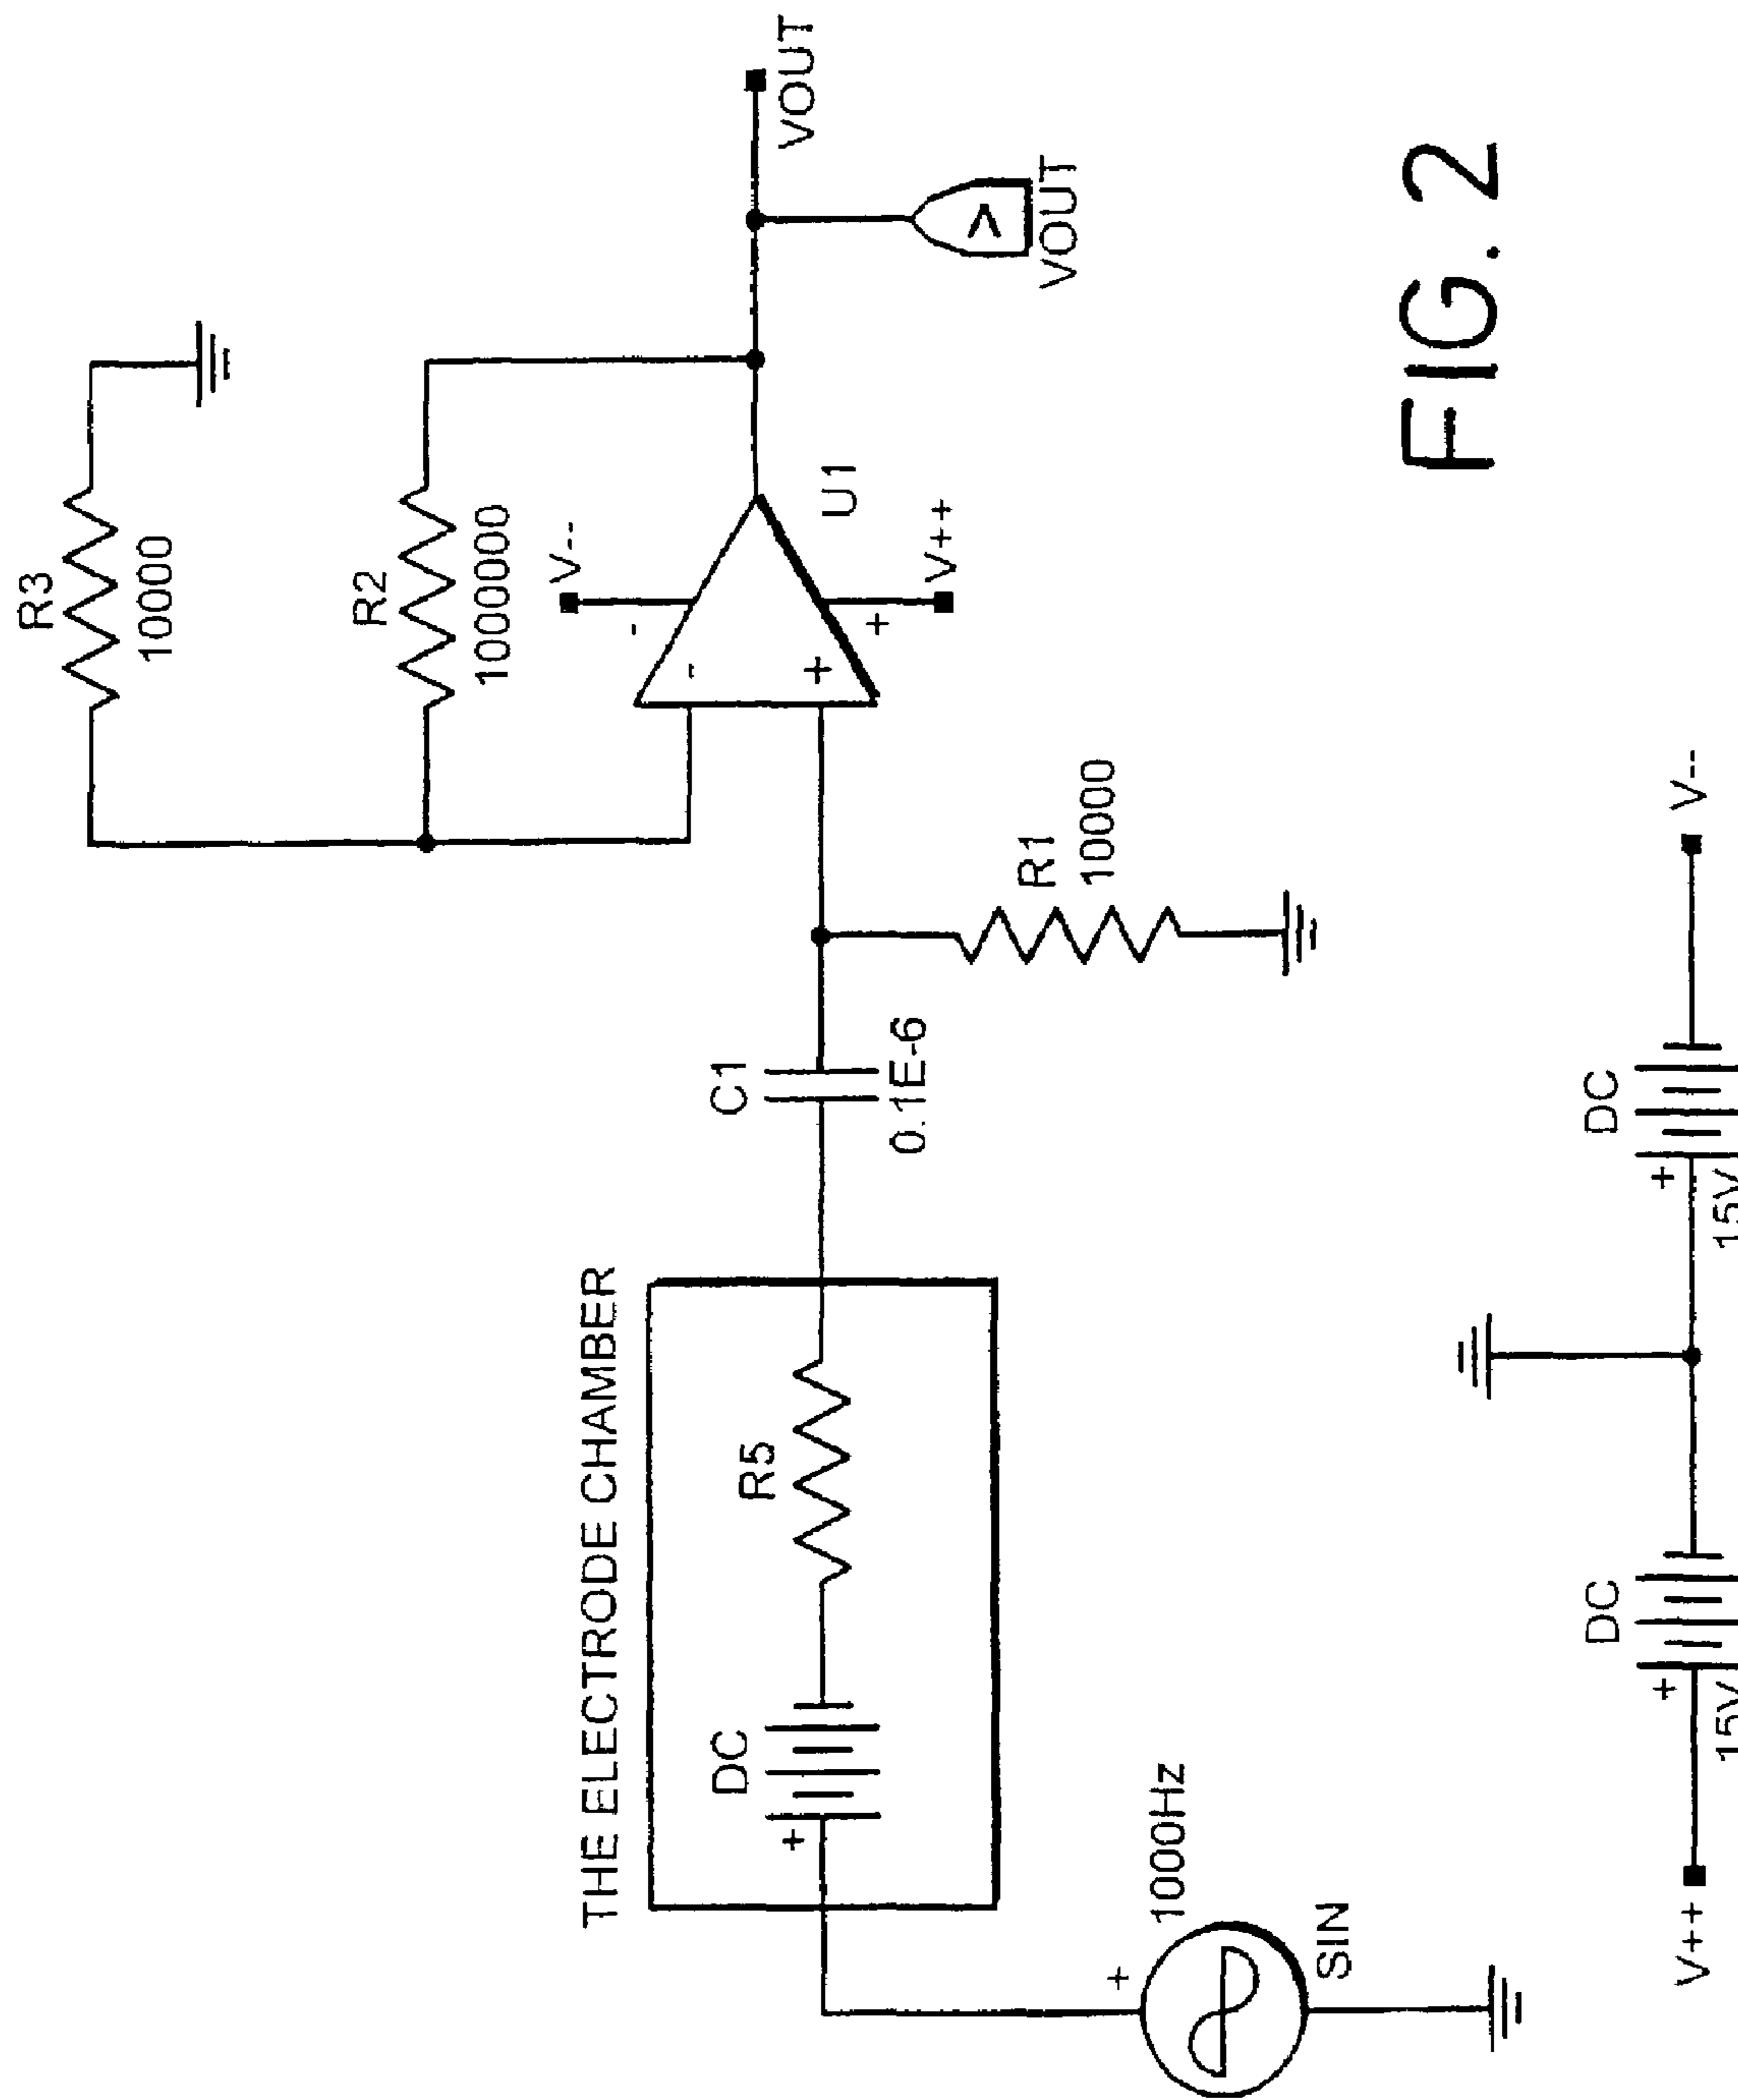 R3
10000
R2
1000000
V--
-
-
+
+
V++
U1
VOUT
>
VOUT
THE ELECTRODE CHAMBER
DC
+
R5
C1
0.1E-6
R1
10000
1000Hz
+
SIN
FIG. 2
V++
DC
+
15V
DC
+
15V
V--